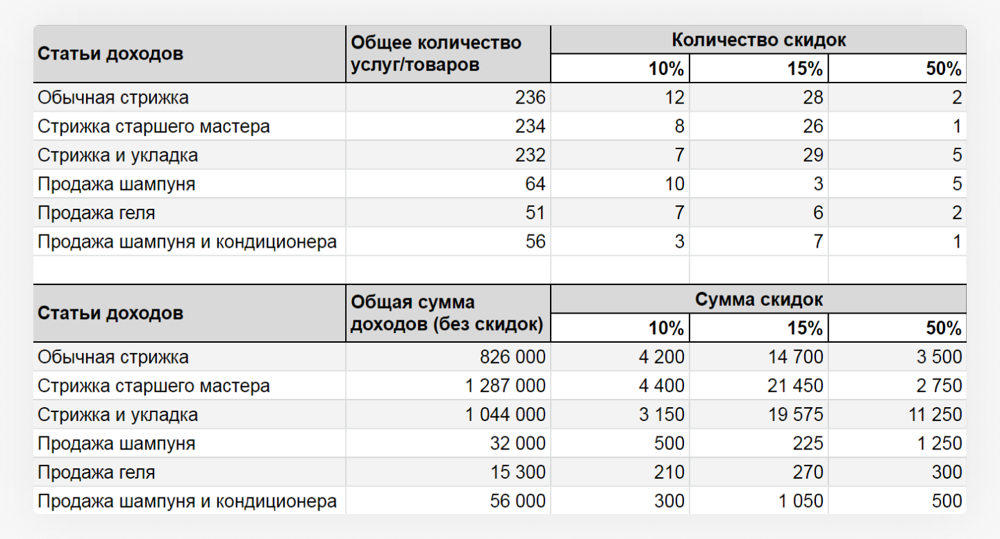 Статьи доходов Общее количество услуг/товаров Количество скидок
10% 15% 50%
Обычная стрижка 236 12 28 2
Стрижка старшего мастера 234 8 26 1
Стрижка и укладка 232 7 29 5
Продажа шампуня 64 10 3 5
Продажа геля 51 7 6 2
Продажа шампуня и кондиционера 56 3 7 1
Статьи доходов Общая сумма доходов (без скидок) Сумма скидок
10% 15% 50%
Обычная стрижка 826 000 4 200 14 700 3 500
Стрижка старшего мастера 1 287 000 4 400 21 450 2 750
Стрижка и укладка 1 044 000 3 150 19 575 11 250
Продажа шампуня 32 000 500 225 1 250
Продажа геля 15 300 210 270 300
Продажа шампуня и кондиционера 56 000 300 1 050 500